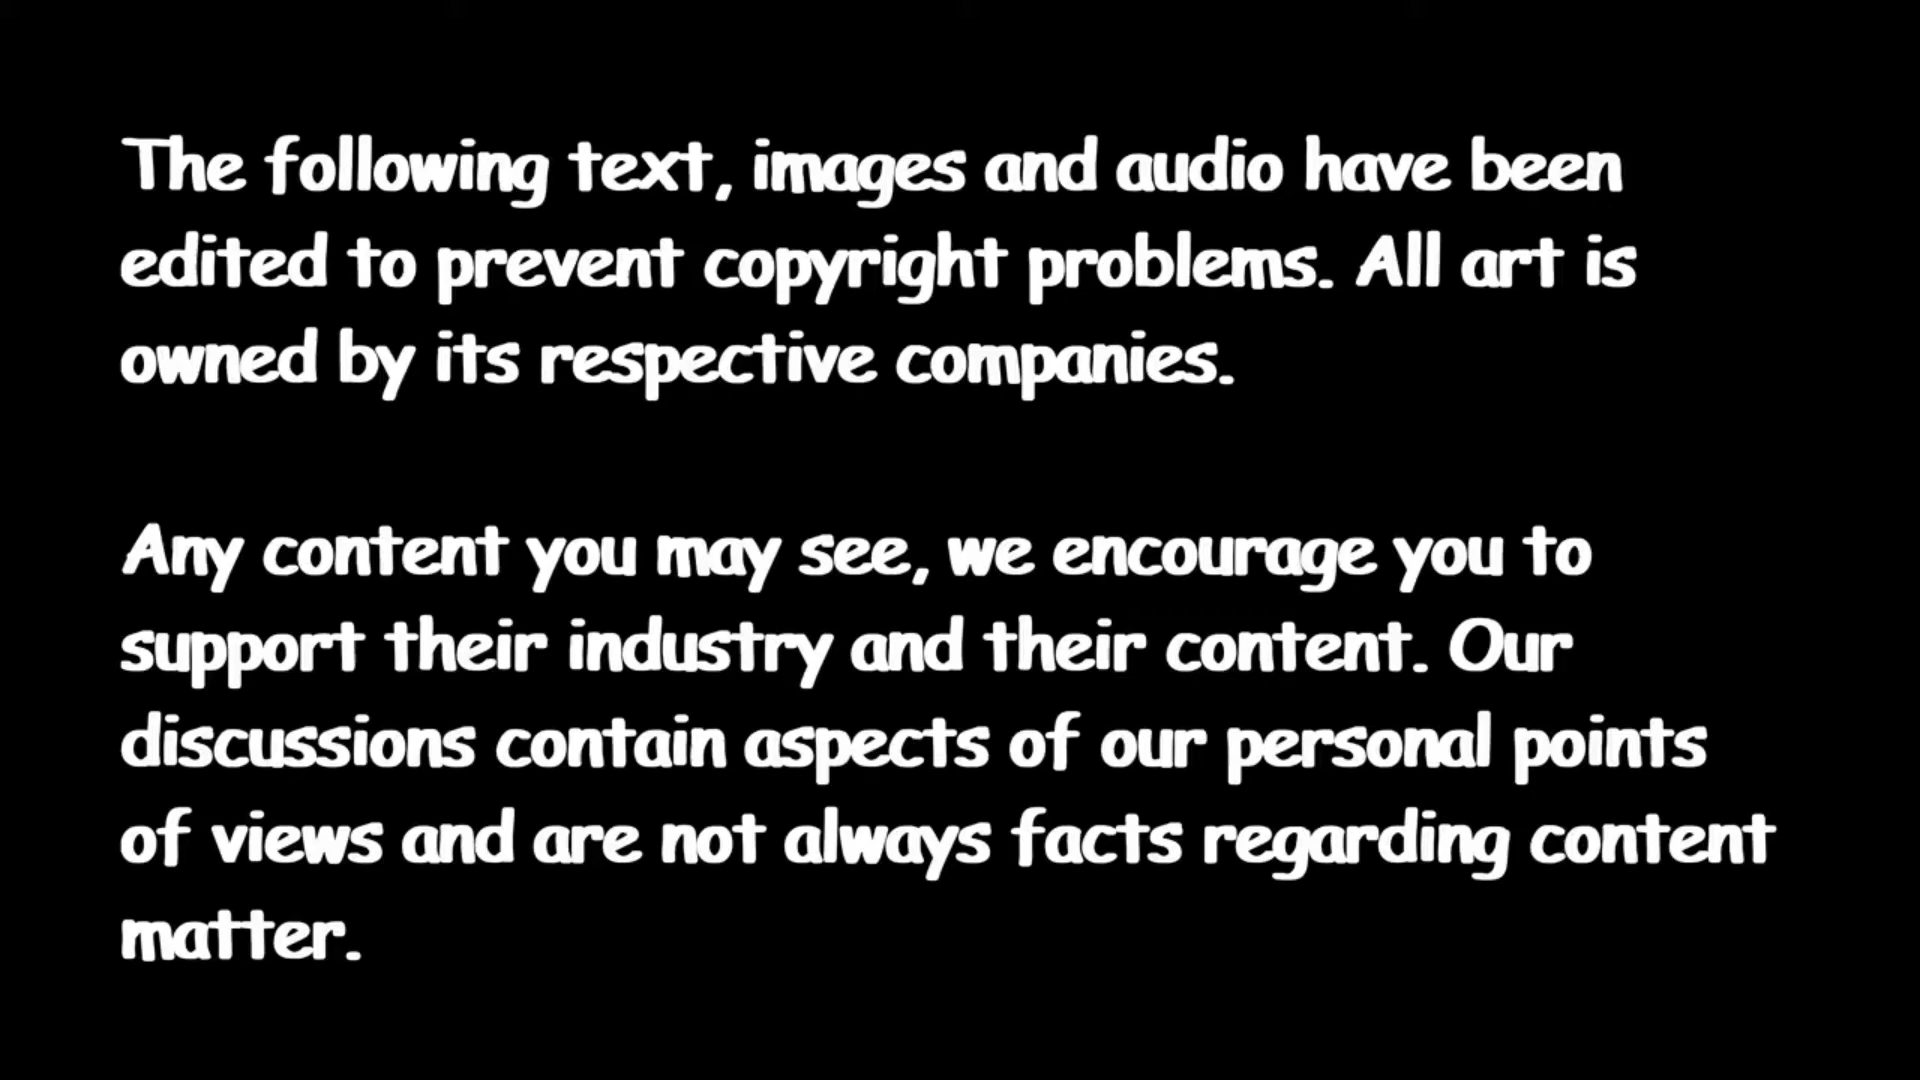 The following text, images and audio have been
edited to prevent copyright problems. All art is
owned by its respective companies.
Any content you may see, we encourage you to
support their industry and their content. Our
discussions contain aspects of our personal points
of views and are not always facts regarding content
matter.